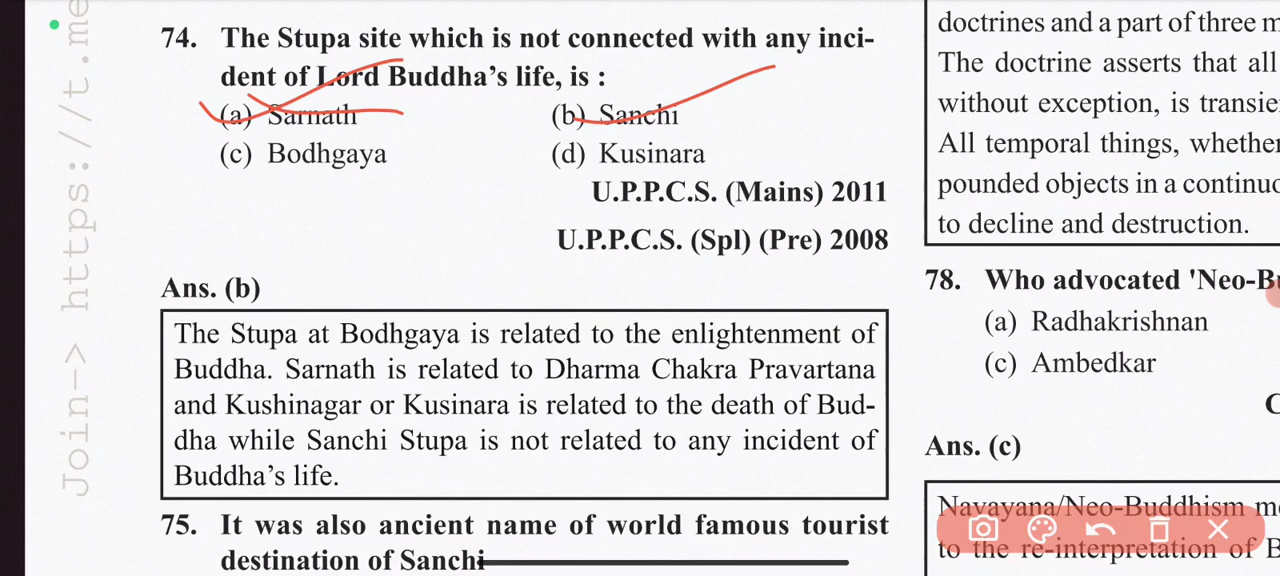 Join-> https://t.me
74. The Stupa site which is not connected with any inci-
dent of Lord Buddha's life, is :
(a) Sarnath (b) Sanchi
(c) Bodhgaya (d) Kusinara
U.P.P.C.S. (Mains) 2011
U.P.P.C.S. (Spl) (Pre) 2008
Ans. (b)
The Stupa at Bodhgaya is related to the enlightenment of
Buddha. Sarnath is related to Dharma Chakra Pravartana
and Kushinagar or Kusinara is related to the death of Bud-
dha while Sanchi Stupa is not related to any incident of
Buddha's life.
75. It was also ancient name of world famous tourist
destination of Sanchi
doctrines and a part of three
The doctrine asserts that all
without exception, is
All temporal things, whether
pounded objects in a
to decline and destruction.
78. Who advocated 'Neo-
(a) Radhakrishnan
(c) Ambedkar
Ans. (c)
Navayana/Neo-Buddhism
to the re-interpretation of